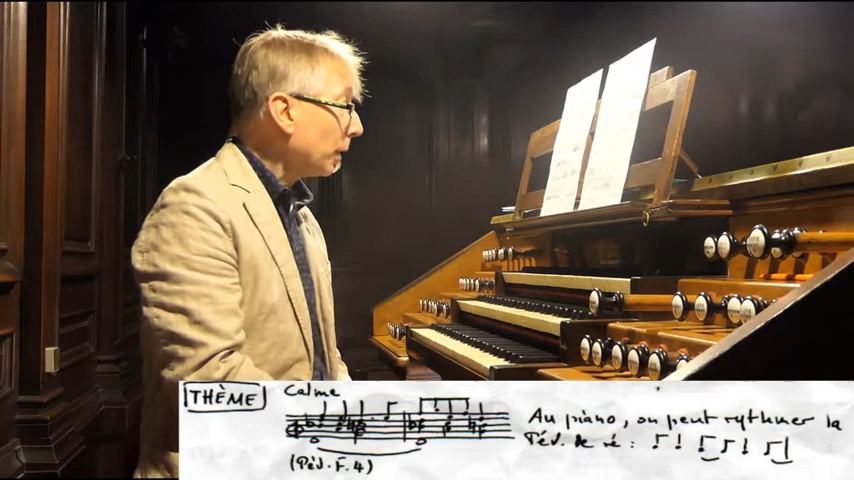 THÈME
Calme
(Péd. F. 4)
Au piano, on peut rythmer la
Péd. de ré :